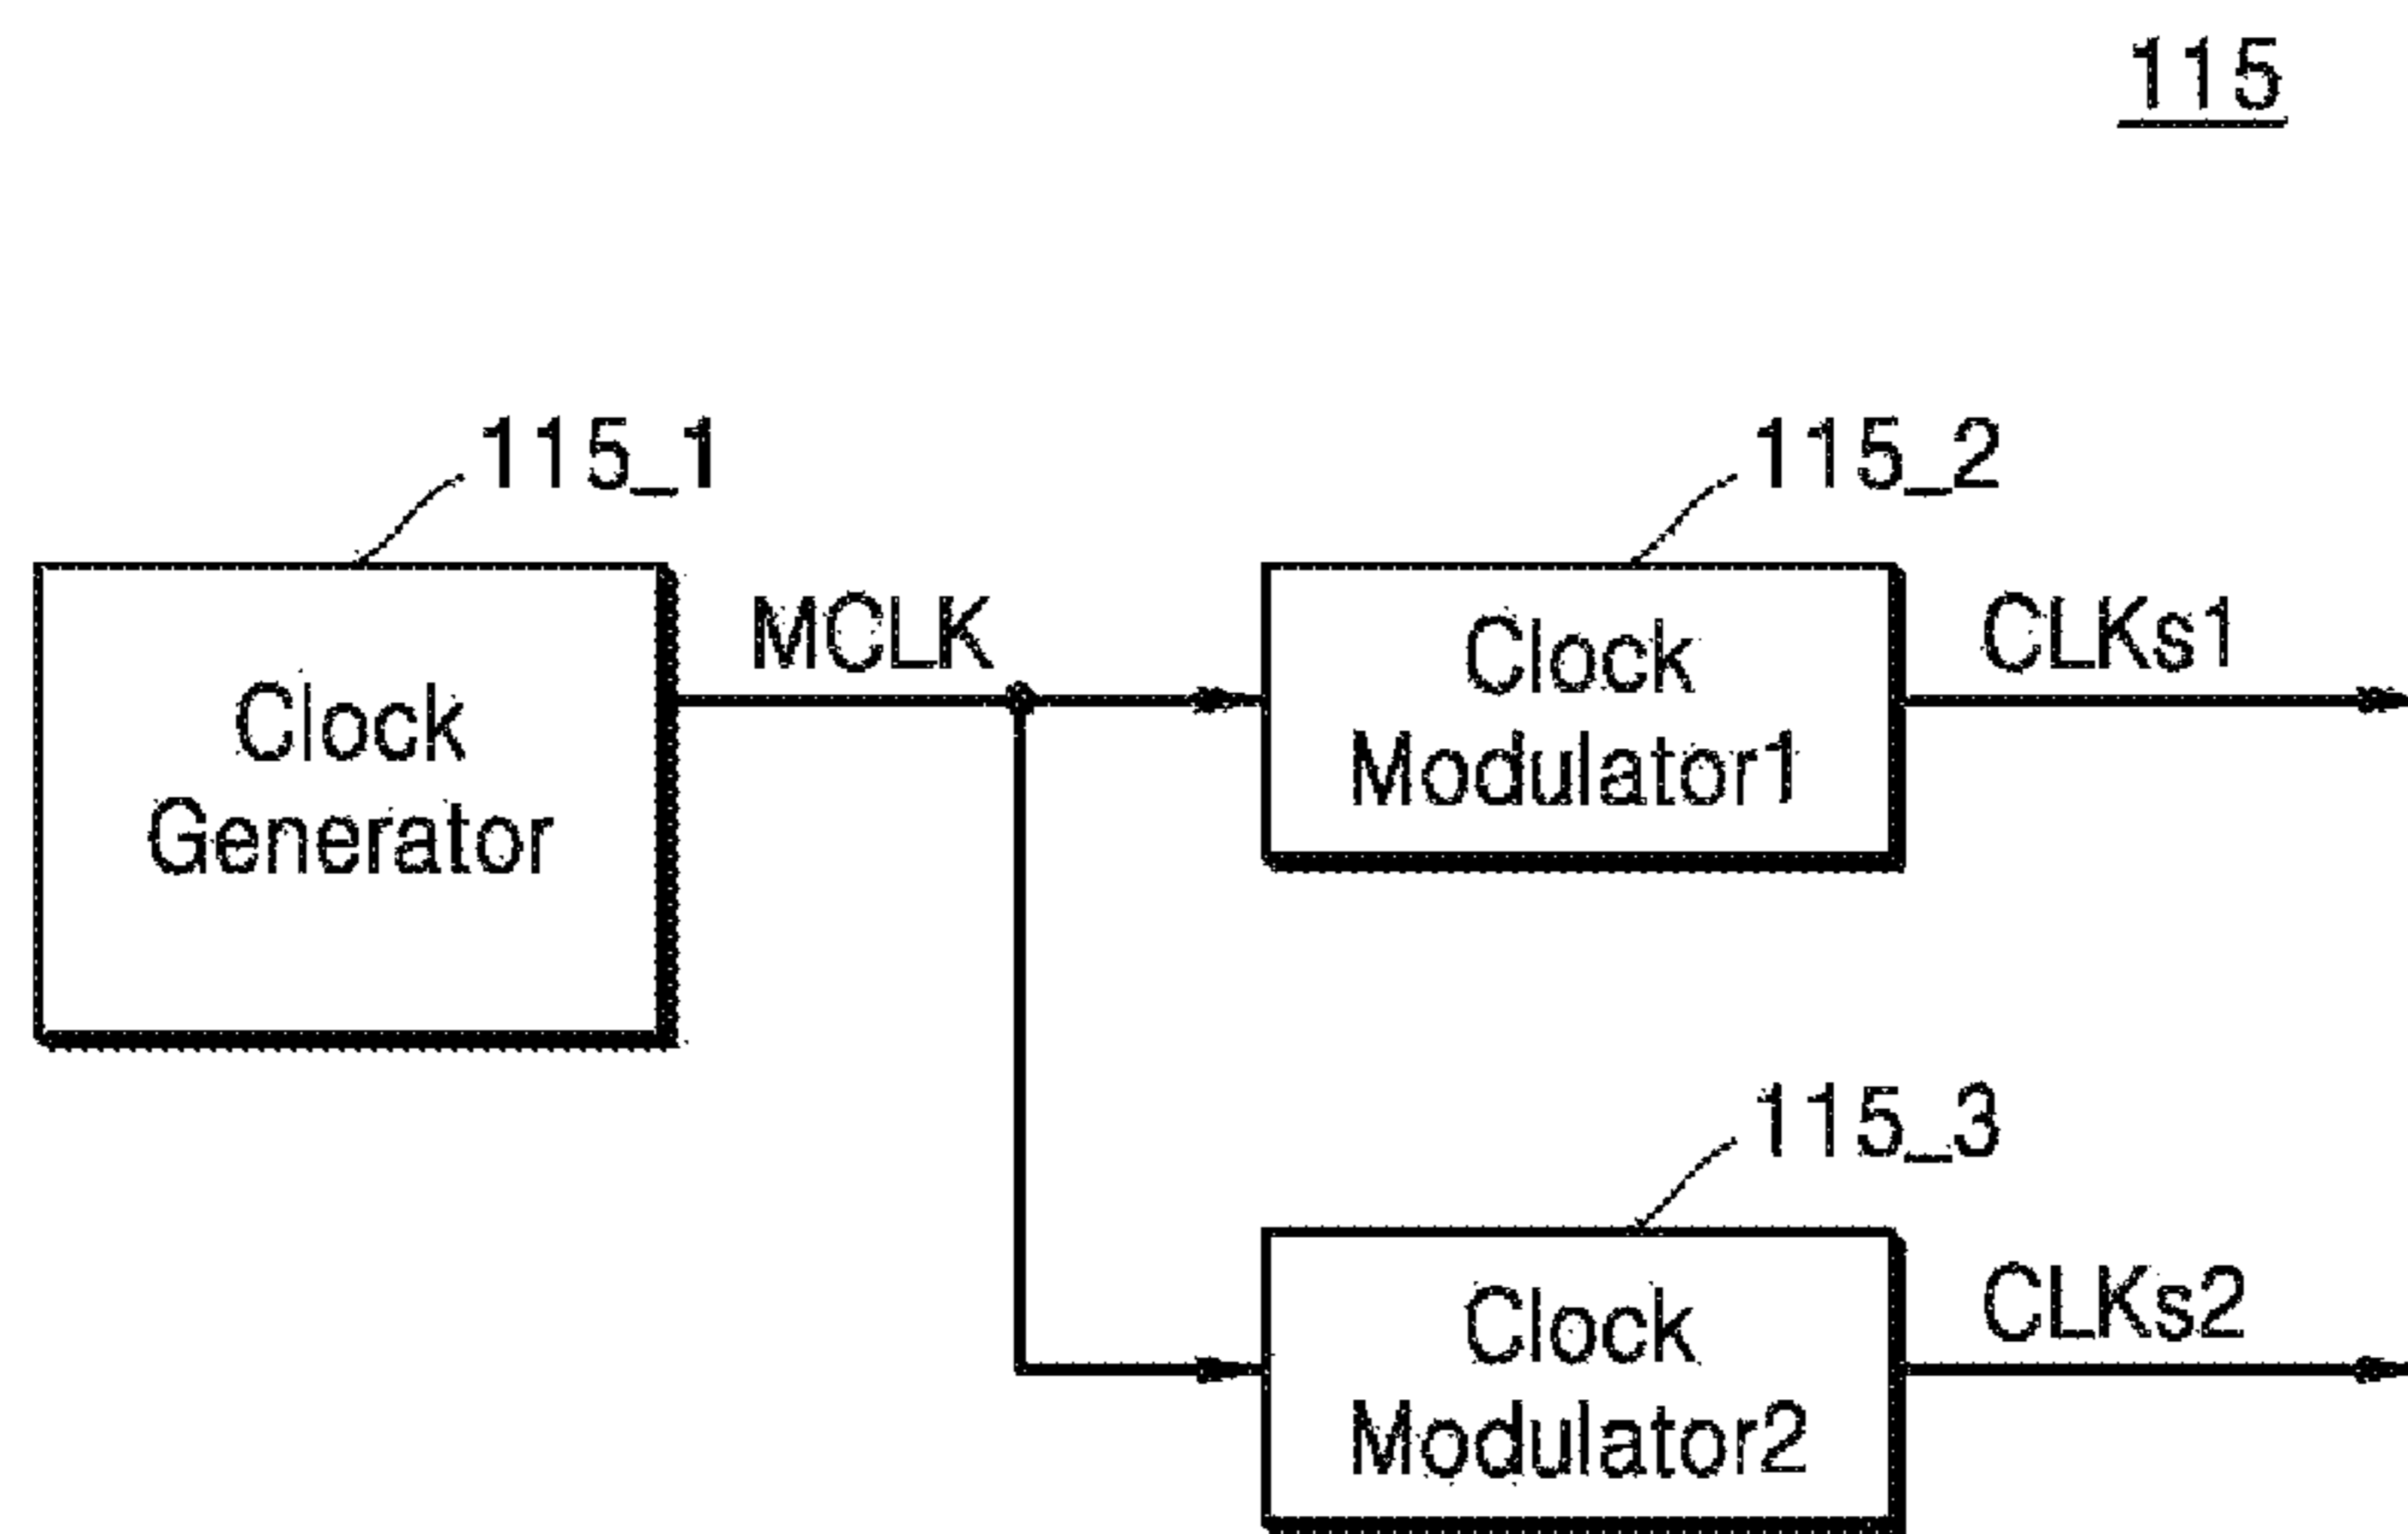 115
115_1
115_2
MCLK
CLKs1
Clock
Generator
Clock
Modulator1
115_3
CLKs2
Clock
Modulator2